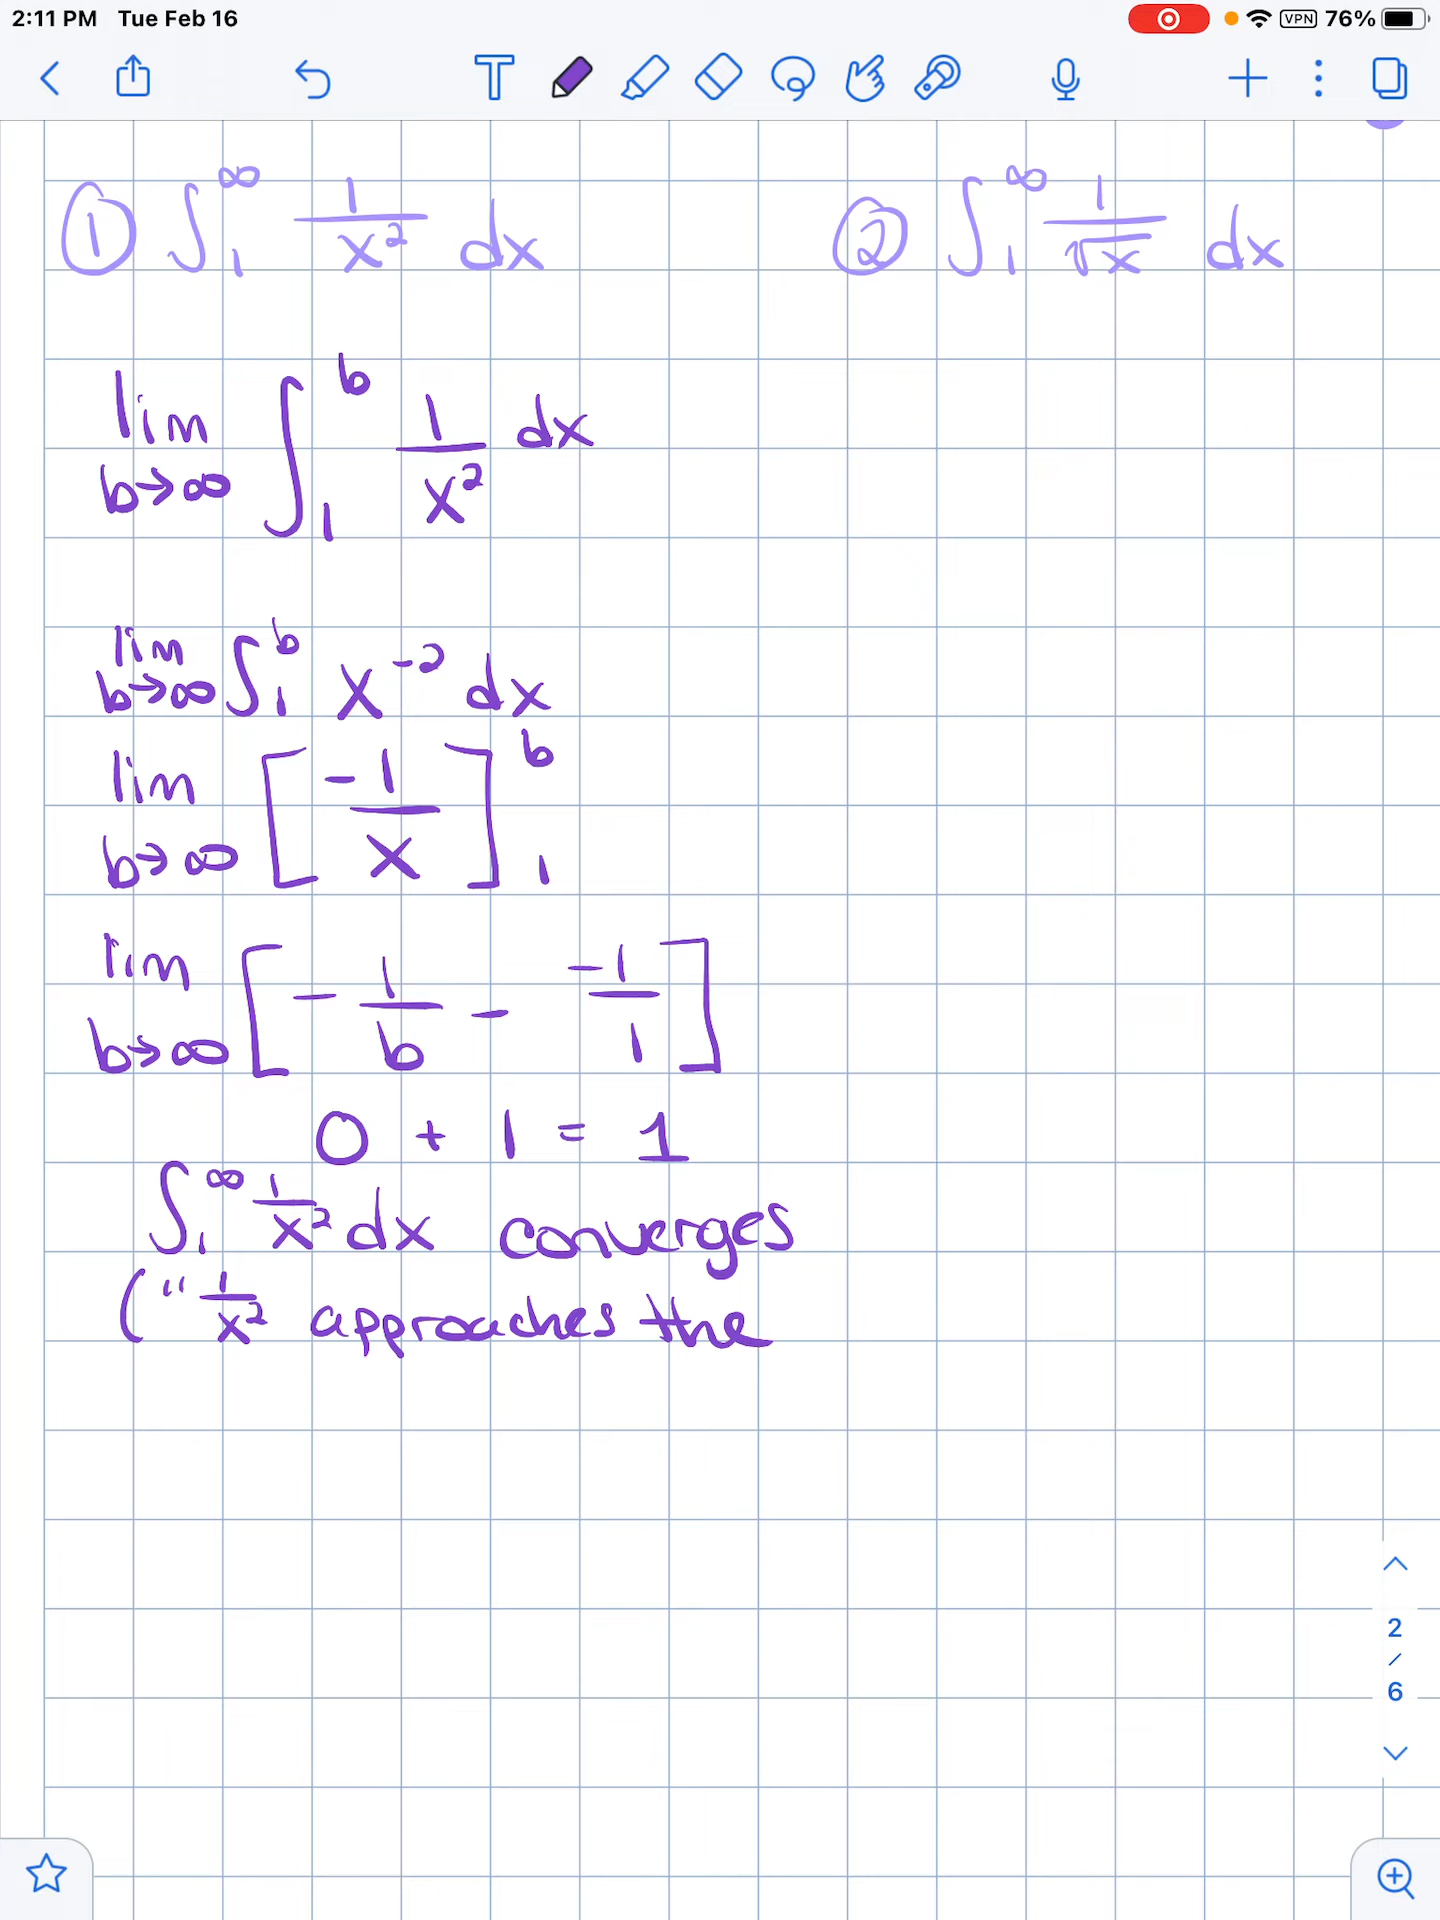 2:11 PM Tue Feb 16
VPN 76%
① ∫₁^∞ 1/x² dx
② ∫₁^∞ 1/√x dx
lim b→∞ ∫₁^b 1/x² dx
lim b→∞ ∫₁^b x⁻² dx
lim b→∞ [-1/x]₁^b
lim b→∞ [- 1/b - -1/1]
0 + 1 = 1
∫₁^∞ 1/x² dx converges
(" 1/x² approaches the
2
/
6